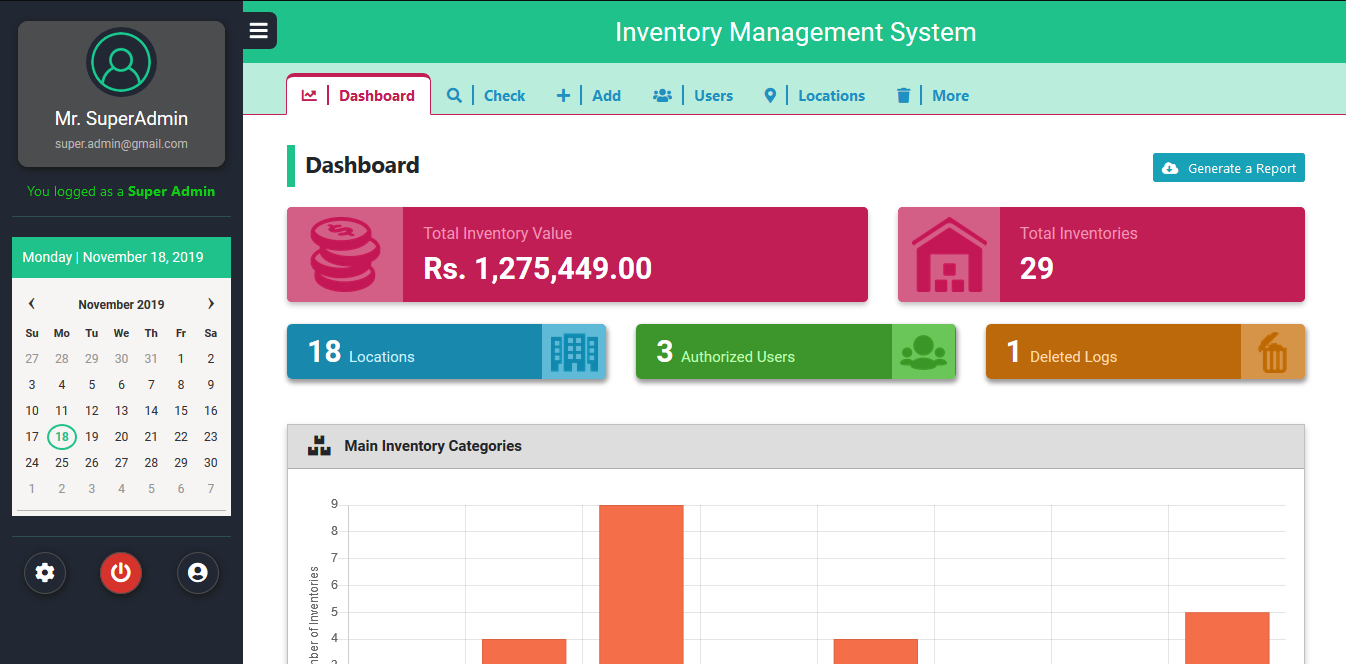 Inventory Management System
Mr. SuperAdmin
super.admin@gmail.com
You logged as a Super Admin
Monday | November 18, 2019
November 2019
Su Mo Tu We Th Fr Sa
27 28 29 30 31 1 2
3 4 5 6 7 8 9
10 11 12 13 14 15 16
17 18 19 20 21 22 23
24 25 26 27 28 29 30
1 2 3 4 5 6 7
Dashboard Check Add Users Locations More
Dashboard
Generate a Report
Total Inventory Value
Rs. 1,275,449.00
Total Inventories
29
18 Locations
3 Authorized Users
1 Deleted Logs
Main Inventory Categories
9
8
7
6
5
4
of Inventories